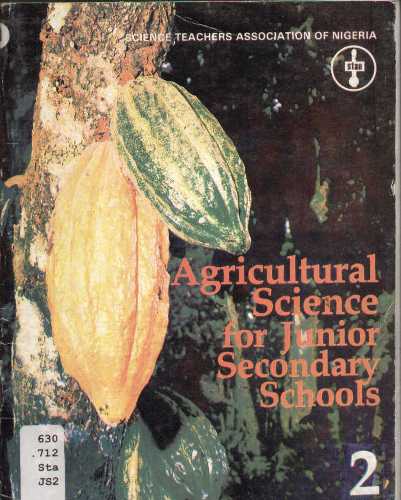 SCIENCE TEACHERS ASSOCIATION OF NIGERIA
stan
Agricultural
Science
for Junior
Secondary
Schools
2
630
.712
Sta
JS2